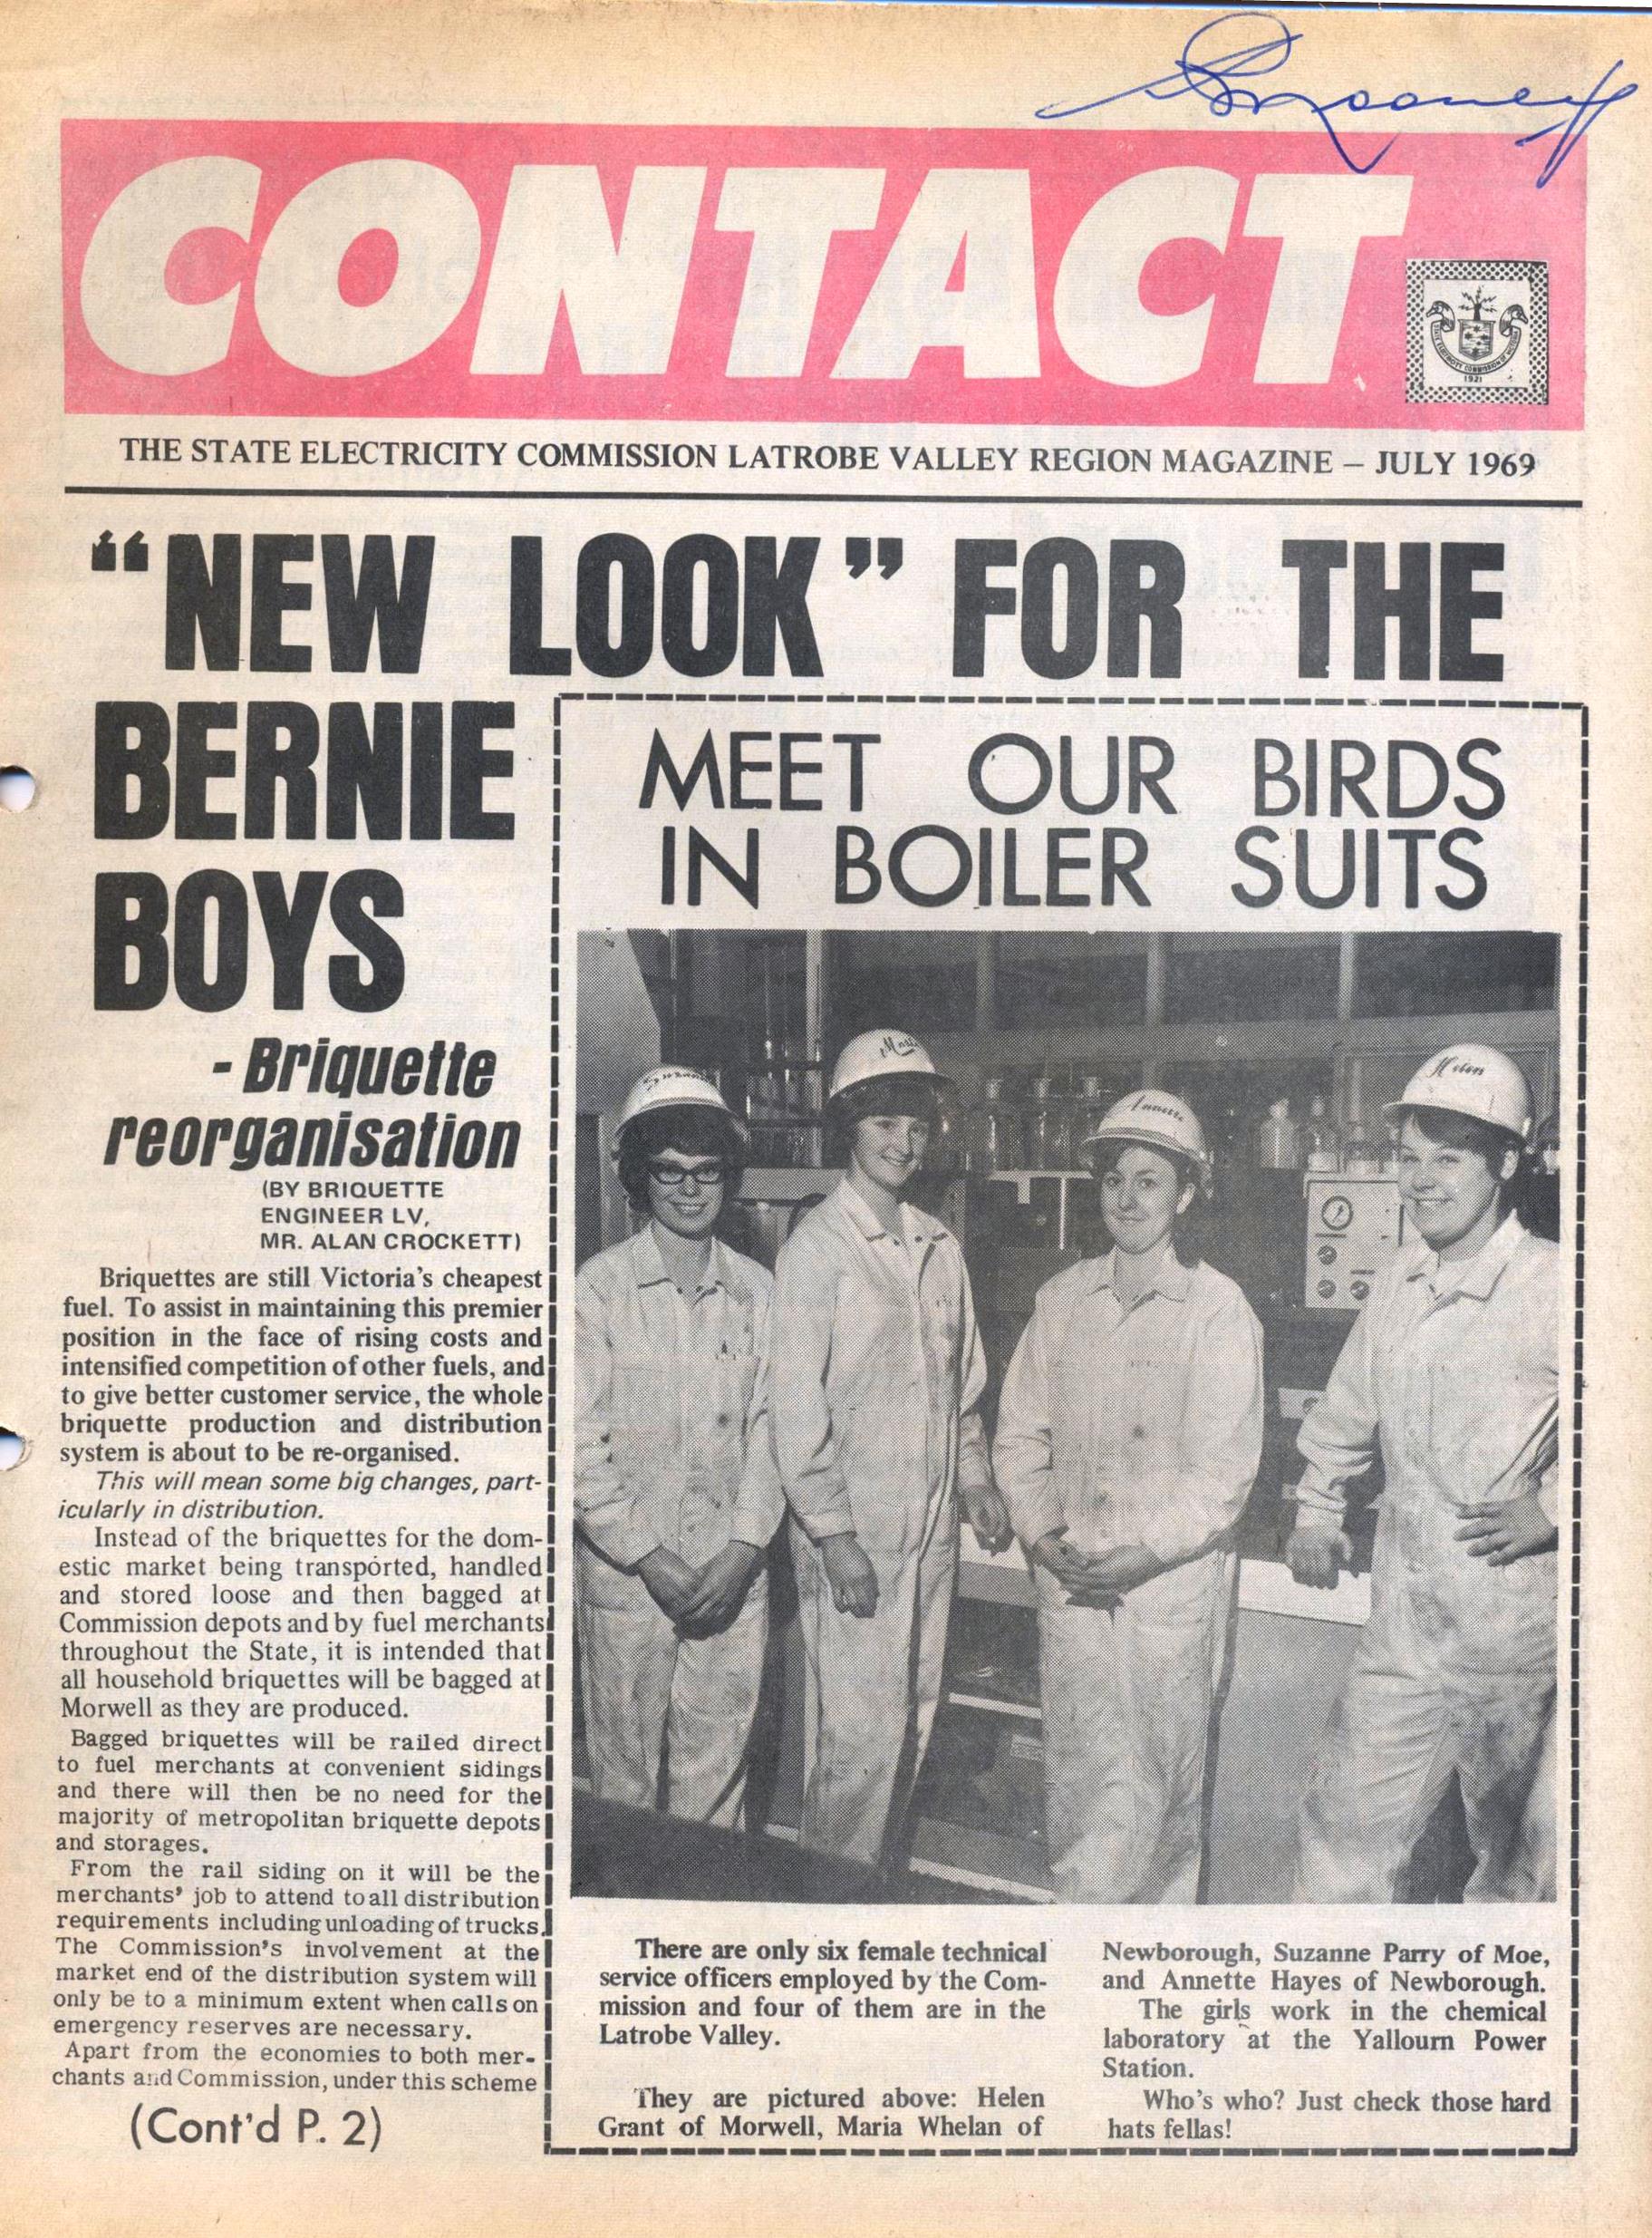 Rooney
CONTACT
STATE ELECTRICITY COMMISSION OF VICTORIA
1921
THE STATE ELECTRICITY COMMISSION LATROBE VALLEY REGION MAGAZINE – JULY 1969
“NEW LOOK” FOR THE
BERNIE
BOYS
- Briquette
reorganisation
(BY BRIQUETTE
ENGINEER LV,
MR. ALAN CROCKETT)
Briquettes are still Victoria's cheapest
fuel. To assist in maintaining this premier
position in the face of rising costs and
intensified competition of other fuels, and
to give better customer service, the whole
briquette production and distribution
system is about to be re-organised.
This will mean some big changes, part-
icularly in distribution.
Instead of the briquettes for the dom-
estic market being transported, handled
and stored loose and then bagged at
Commission depots and by fuel merchants
throughout the State, it is intended that
all household briquettes will be bagged at
Morwell as they are produced.
Bagged briquettes will be railed direct
to fuel merchants at convenient sidings
and there will then be no need for the
majority of metropolitan briquette depots
and storages.
From the rail siding on it will be the
merchants' job to attend to all distribution
requirements including unloading of trucks.
The Commission's involvement at the
market end of the distribution system will
only be to a minimum extent when calls on
emergency reserves are necessary.
Apart from the economies to both mer-
chants and Commission, under this scheme
(Cont'd P. 2)
MEET OUR BIRDS
IN BOILER SUITS
Suzanne
Maria
Annette
Helen
There are only six female technical
service officers employed by the Com-
mission and four of them are in the
Latrobe Valley.
They are pictured above: Helen
Grant of Morwell, Maria Whelan of
Newborough, Suzanne Parry of Moe,
and Annette Hayes of Newborough.
The girls work in the chemical
laboratory at the Yallourn Power
Station.
Who's who? Just check those hard
hats fellas!